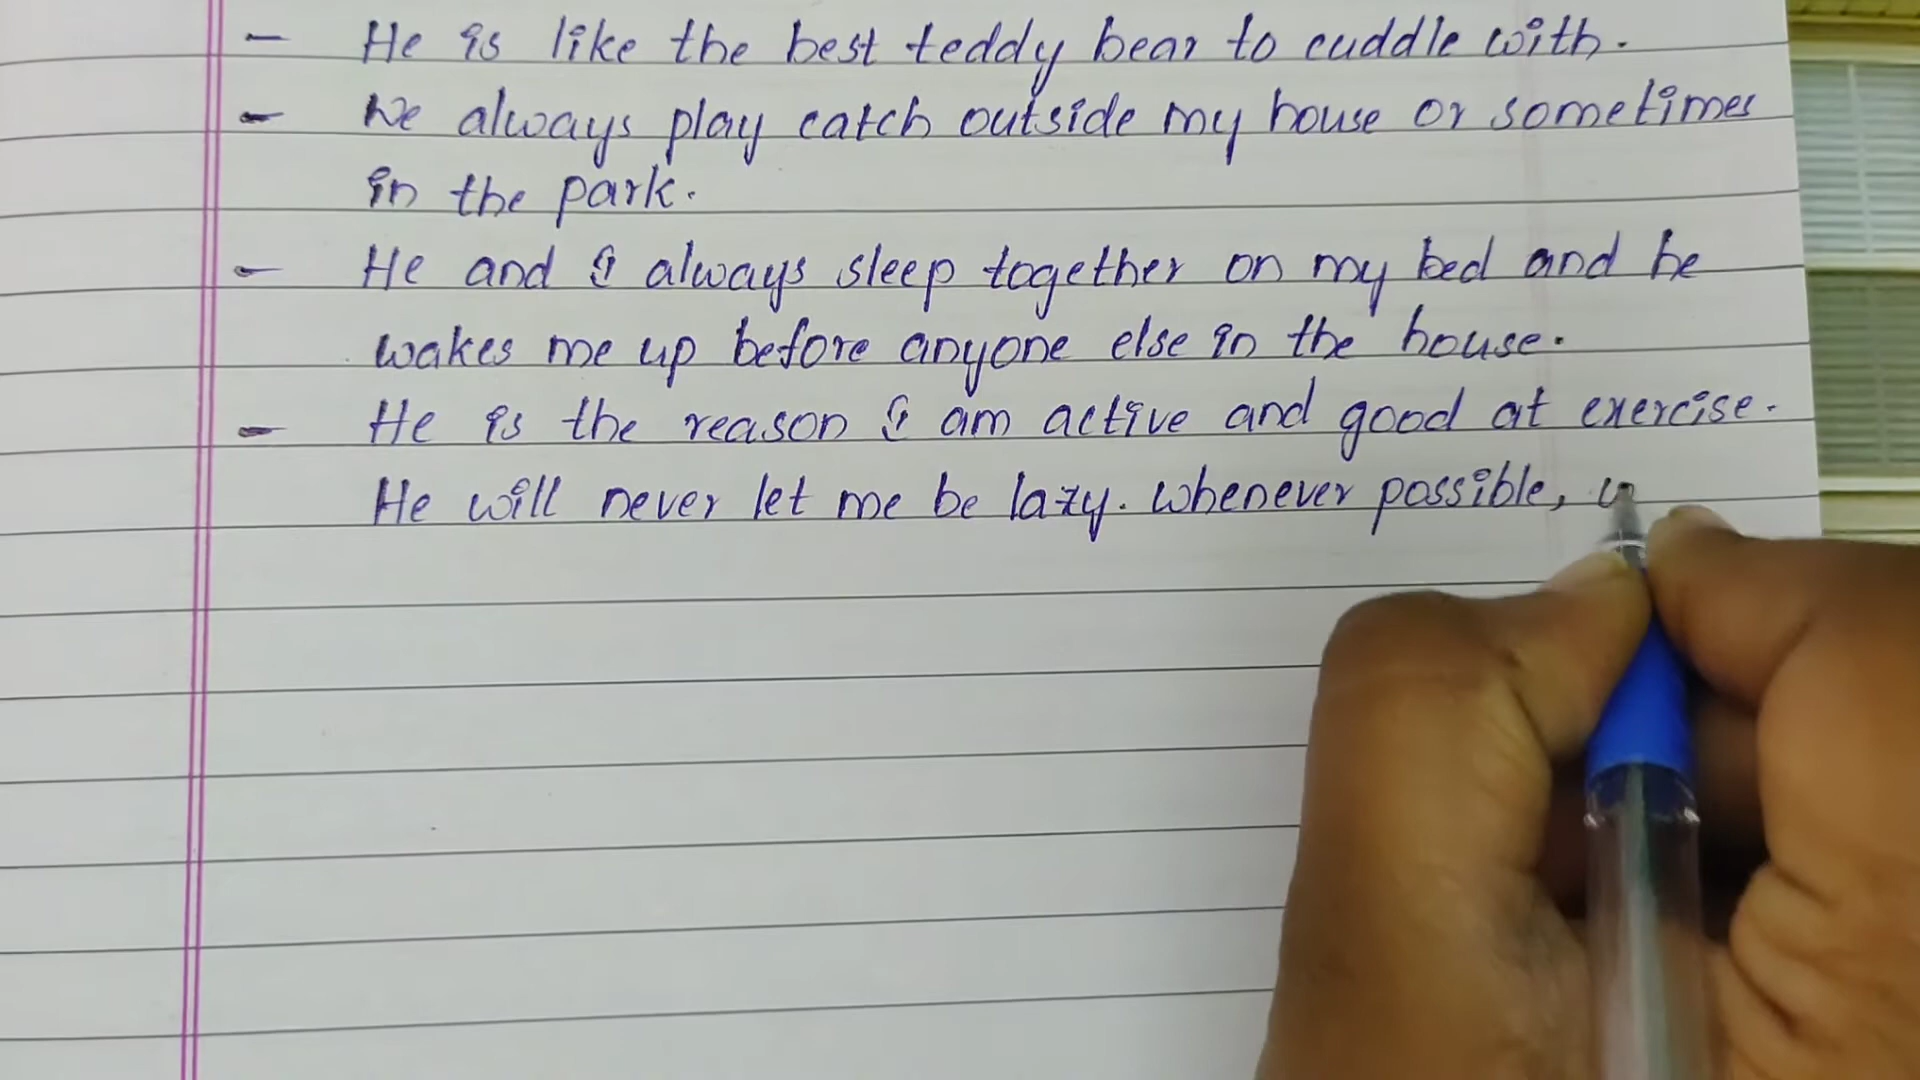 - He is like the best teddy bear to cuddle with.
- We always play catch outside my house or sometimes
in the park.
- He and I always sleep together on my bed and he
wakes me up before anyone else in the house.
- He is the reason I am active and good at exercise.
He will never let me be lazy. whenever possible,